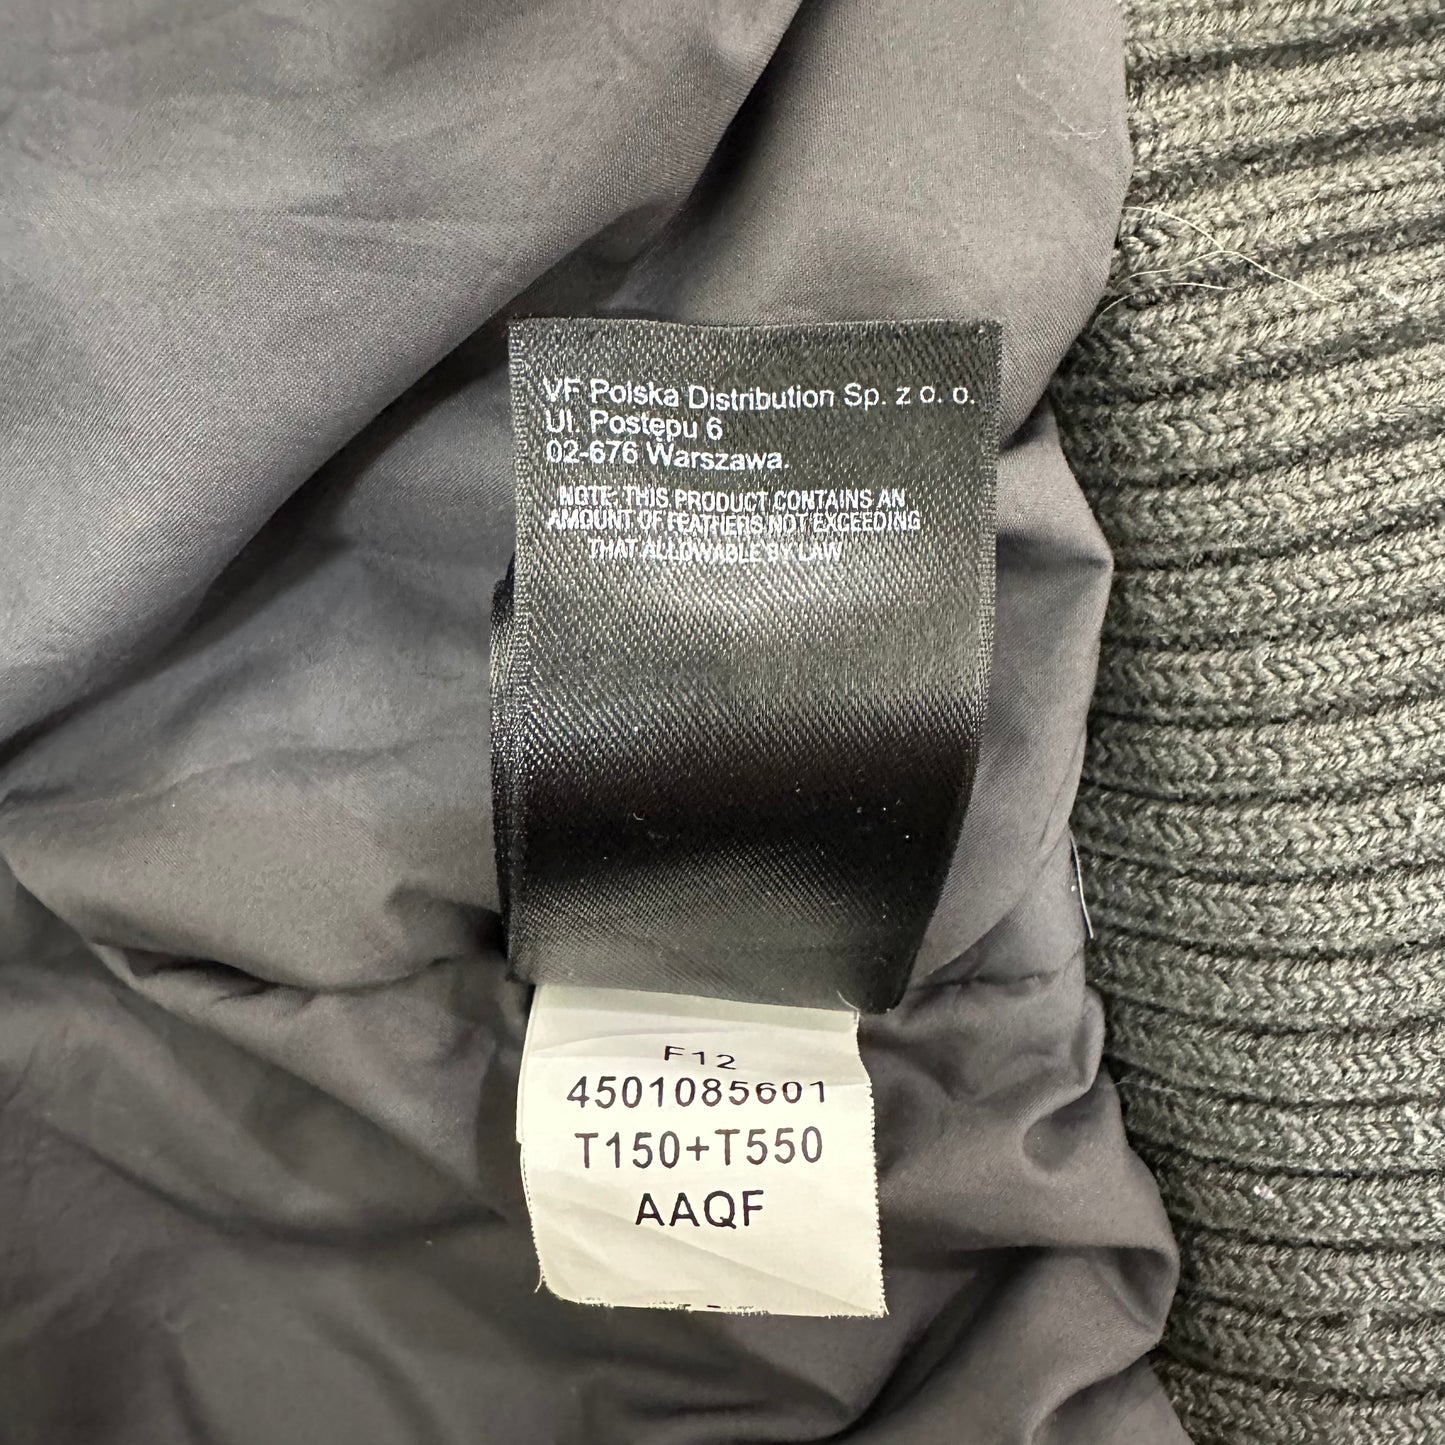 VF Polska Distribution Sp. z o. o.
Ul. Postępu 6
02-676 Warszawa.
NOTE: THIS PRODUCT CONTAINS AN
AMOUNT OF FEATHERS NOT EXCEEDING
THAT ALLOWABLE BY LAW
F12
4501085601
T150+T550
AAQF